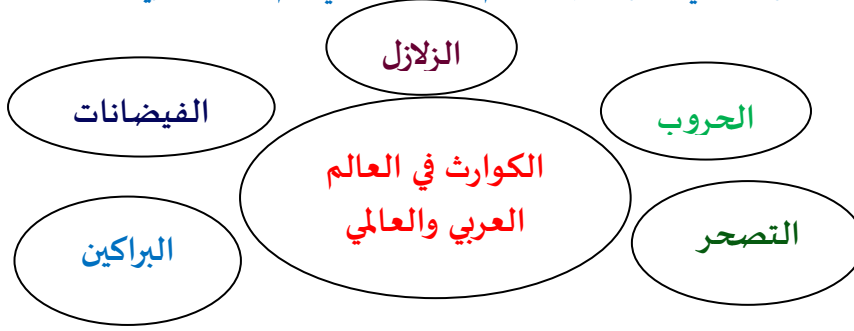 الزلازل
الحروب
الفيضانات
الكوارث في العالم
العربي والعالمي
التصحر
البراكين